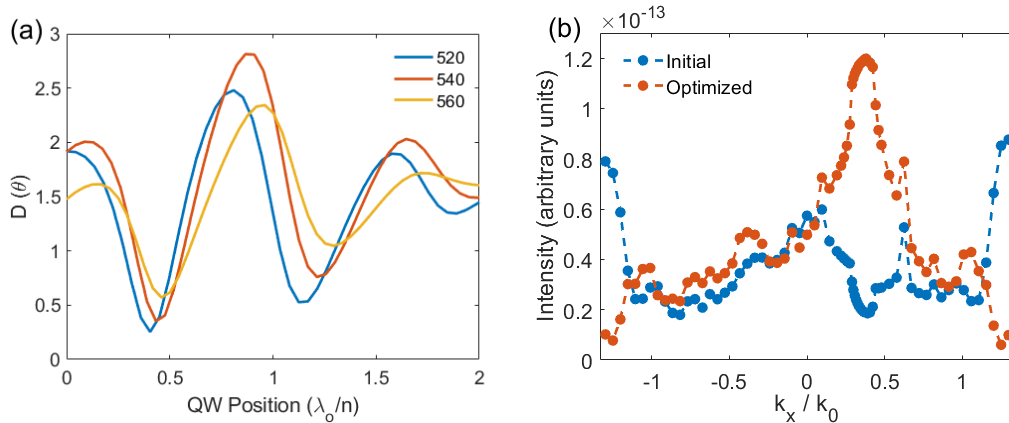 (a)
3
2.5
2
1.5
1
0.5
0
D (θ)
520
540
560
0 0.5 1 1.5 2
QW Position (λo/n)
(b)
×10-13
1.2
1.0
0.8
0.6
0.4
0.2
0
Intensity (arbitrary units)
Initial
Optimized
-1 -0.5 0 0.5 1
kx / k0